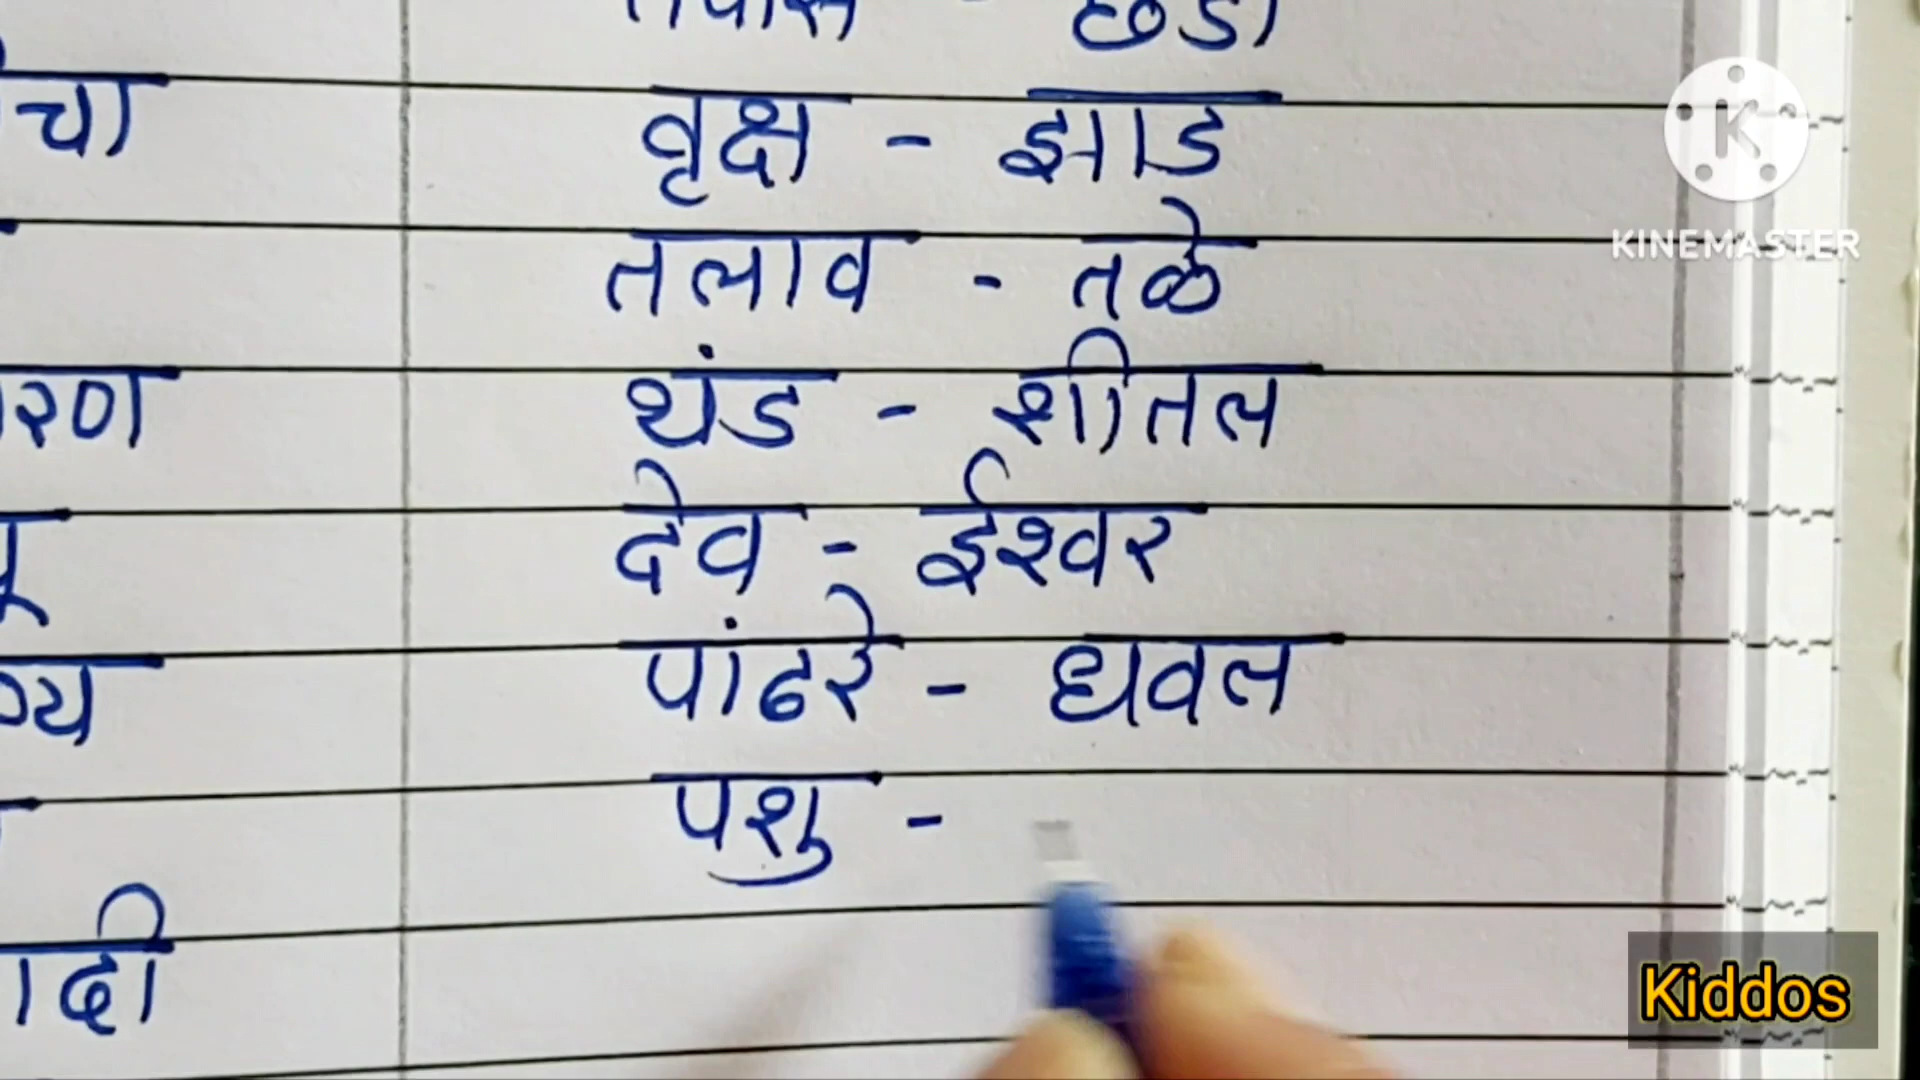 चा
वृक्ष - झाड
तलाव - तळे
थंड - शीतल
रण
देव - ईश्वर
पांढरे - धवल
ग्य
पशु -
ादी
KINEMASTER
Kiddos